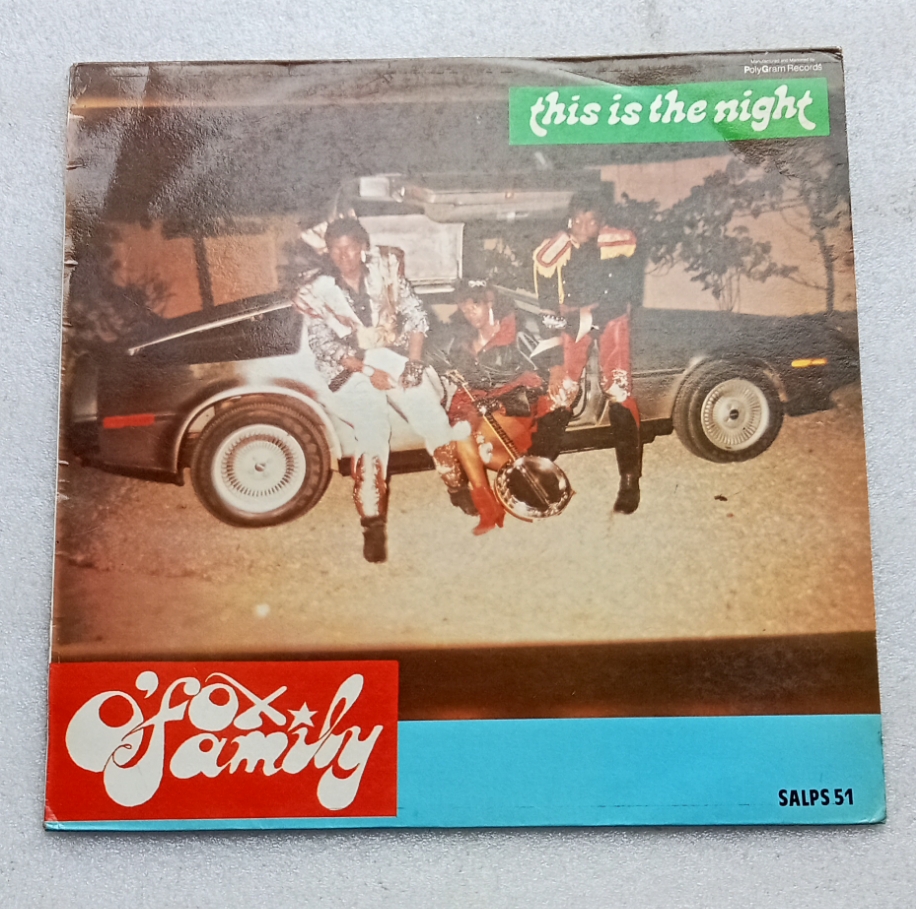 Manufactured and Marketed by
PolyGram Records
this is the night
O'fox
family
SALPS 51